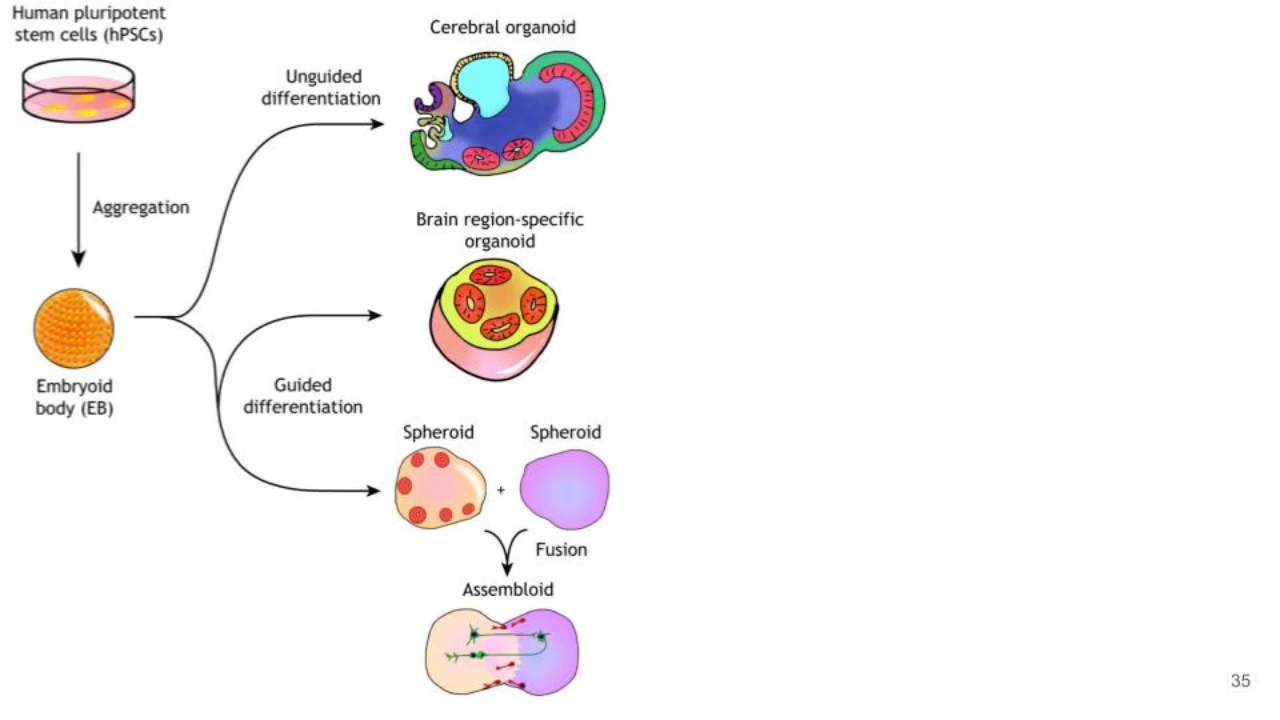 Human pluripotent
stem cells (hPSCs)
Aggregation
Embryoid
body (EB)
Unguided
differentiation
Cerebral organoid
Brain region-specific
organoid
Guided
differentiation
Spheroid
Spheroid
+
Fusion
Assembloid
35